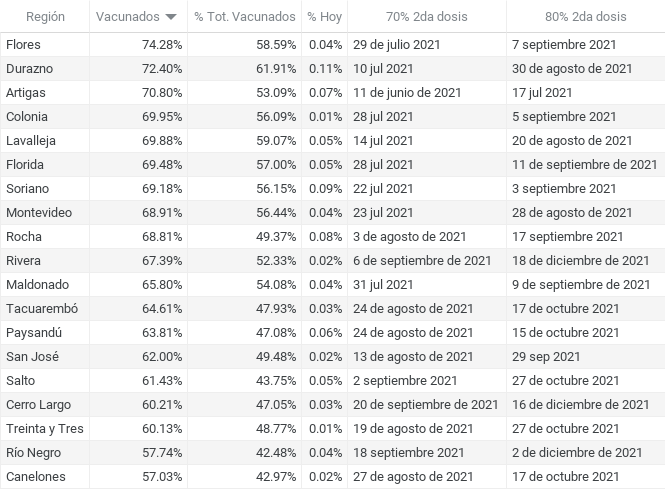 Región Vacunados % Tot. Vacunados % Hoy 70% 2da dosis 80% 2da dosis
Flores 74.28% 58.59% 0.04% 29 de julio 2021 7 septiembre 2021
Durazno 72.40% 61.91% 0.11% 10 jul 2021 30 de agosto de 2021
Artigas 70.80% 53.09% 0.07% 11 de junio de 2021 17 jul 2021
Colonia 69.95% 56.09% 0.01% 28 jul 2021 5 septiembre 2021
Lavalleja 69.88% 59.07% 0.05% 14 jul 2021 20 de agosto de 2021
Florida 69.48% 57.00% 0.05% 28 jul 2021 11 de septiembre de 2021
Soriano 69.18% 56.15% 0.09% 22 jul 2021 3 septiembre 2021
Montevideo 68.91% 56.44% 0.04% 23 jul 2021 28 de agosto de 2021
Rocha 68.81% 49.37% 0.08% 3 de agosto de 2021 17 septiembre 2021
Rivera 67.39% 52.33% 0.02% 6 de septiembre de 2021 18 de diciembre de 2021
Maldonado 65.80% 54.08% 0.04% 31 jul 2021 9 de septiembre de 2021
Tacuarembó 64.61% 47.93% 0.03% 24 de agosto de 2021 17 de octubre 2021
Paysandú 63.81% 47.08% 0.06% 24 de agosto de 2021 15 de octubre 2021
San José 62.00% 49.48% 0.02% 13 de agosto de 2021 29 sep 2021
Salto 61.43% 43.75% 0.05% 2 septiembre 2021 27 de octubre 2021
Cerro Largo 60.21% 47.05% 0.03% 20 de septiembre de 2021 16 de diciembre de 2021
Treinta y Tres 60.13% 48.77% 0.01% 19 de agosto de 2021 27 de octubre 2021
Río Negro 57.74% 42.48% 0.04% 18 septiembre 2021 2 de diciembre de 2021
Canelones 57.03% 42.97% 0.02% 27 de agosto de 2021 17 de octubre 2021